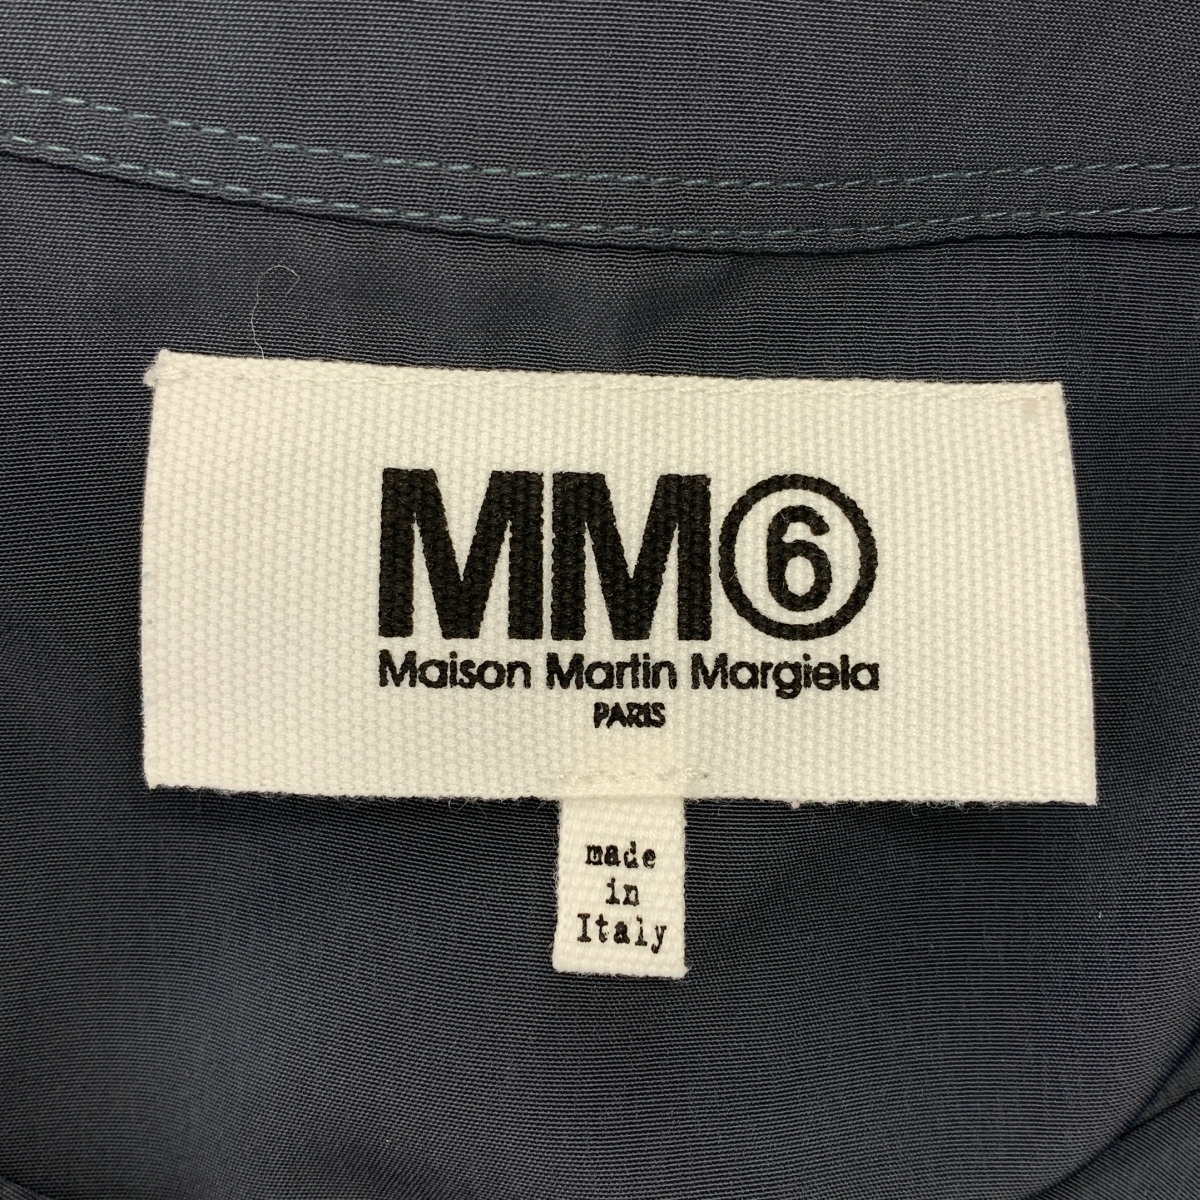 MM⑥
Maison Martin Margiela
PARIS
made
in
Italy